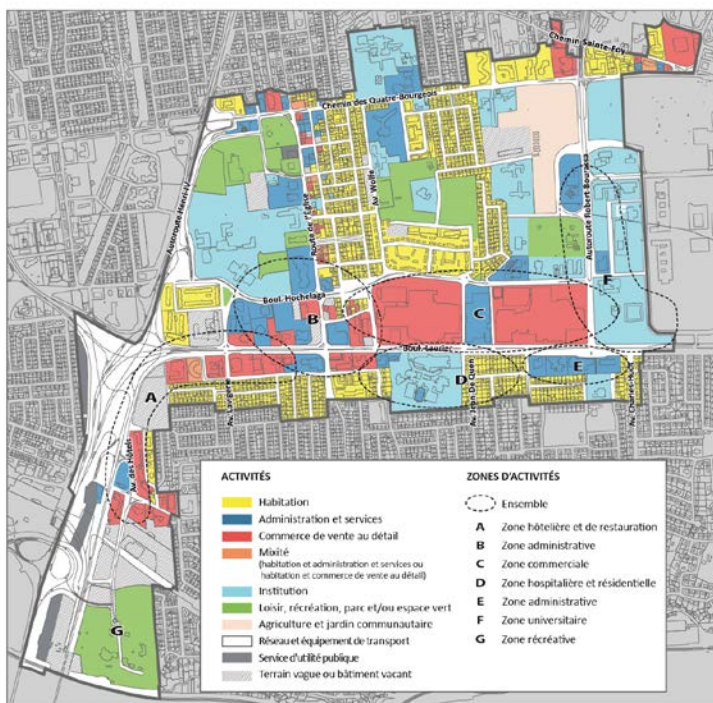 Chemin Sainte-Foy
Chemin des Quatre-Bourgeois
Autoroute Henri-IV
Route de l'Église
Av. Wolfe
Autoroute Robert-Bourassa
F
Boul. Hochelaga
B
C
Boul. Laurier
A
Av. Lavigerie
D
Av. Jean-De Quen
E
Av. des Hôtels
G
ACTIVITÉS
Habitation
Administration et services
Commerce de vente au détail
Mixité
(habitation et administration et services ou
habitation et commerce de vente au détail)
Institution
Loisir, récréation, parc et/ou espace vert
Agriculture et jardin communautaire
Réseau et équipement de transport
Service d'utilité publique
Terrain vague ou bâtiment vacant
ZONES D'ACTIVITÉS
Ensemble
A Zone hôtelière et de restauration
B Zone administrative
C Zone commerciale
D Zone hospitalière et résidentielle
E Zone administrative
F Zone universitaire
G Zone récréative